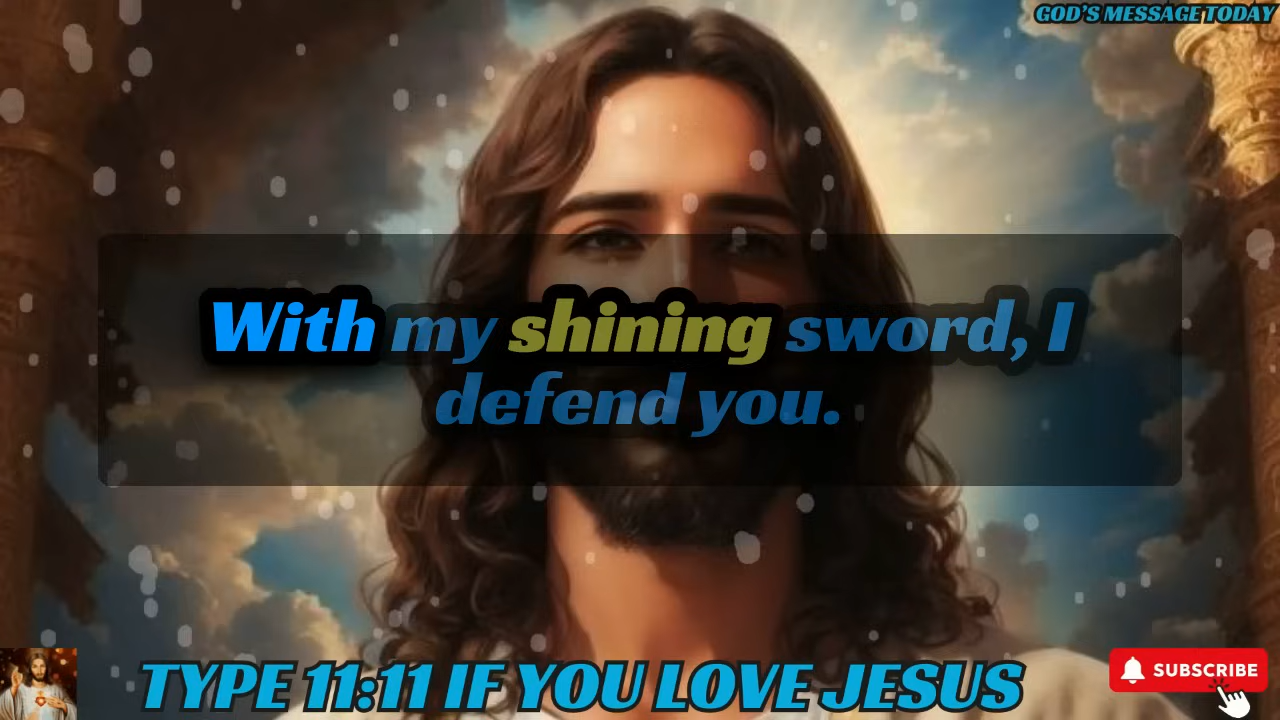 GOD'S MESSAGE TODAY
With my shining sword, I
defend you.
TYPE 11:11 IF YOU LOVE JESUS
SUBSCRIBE